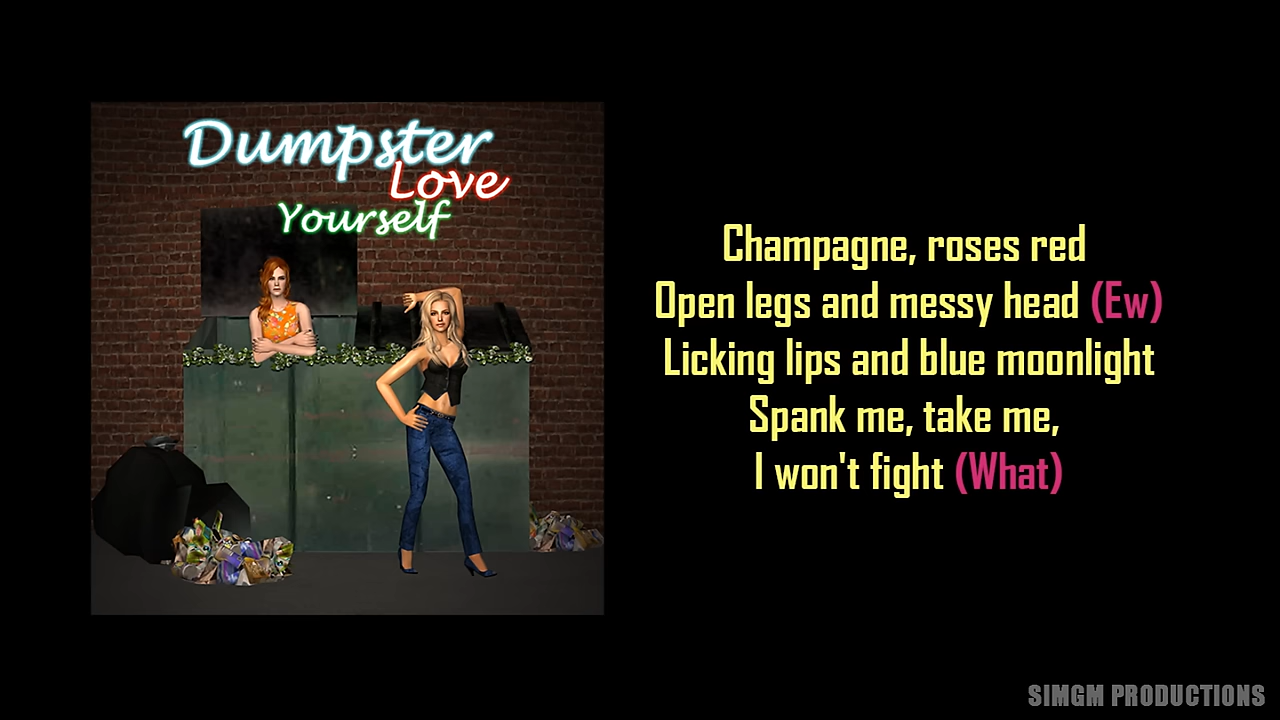 Dumpster
Love
Yourself
Champagne, roses red
Open legs and messy head (Ew)
Licking lips and blue moonlight
Spank me, take me,
I won't fight (What)
SIMGM PRODUCTIONS